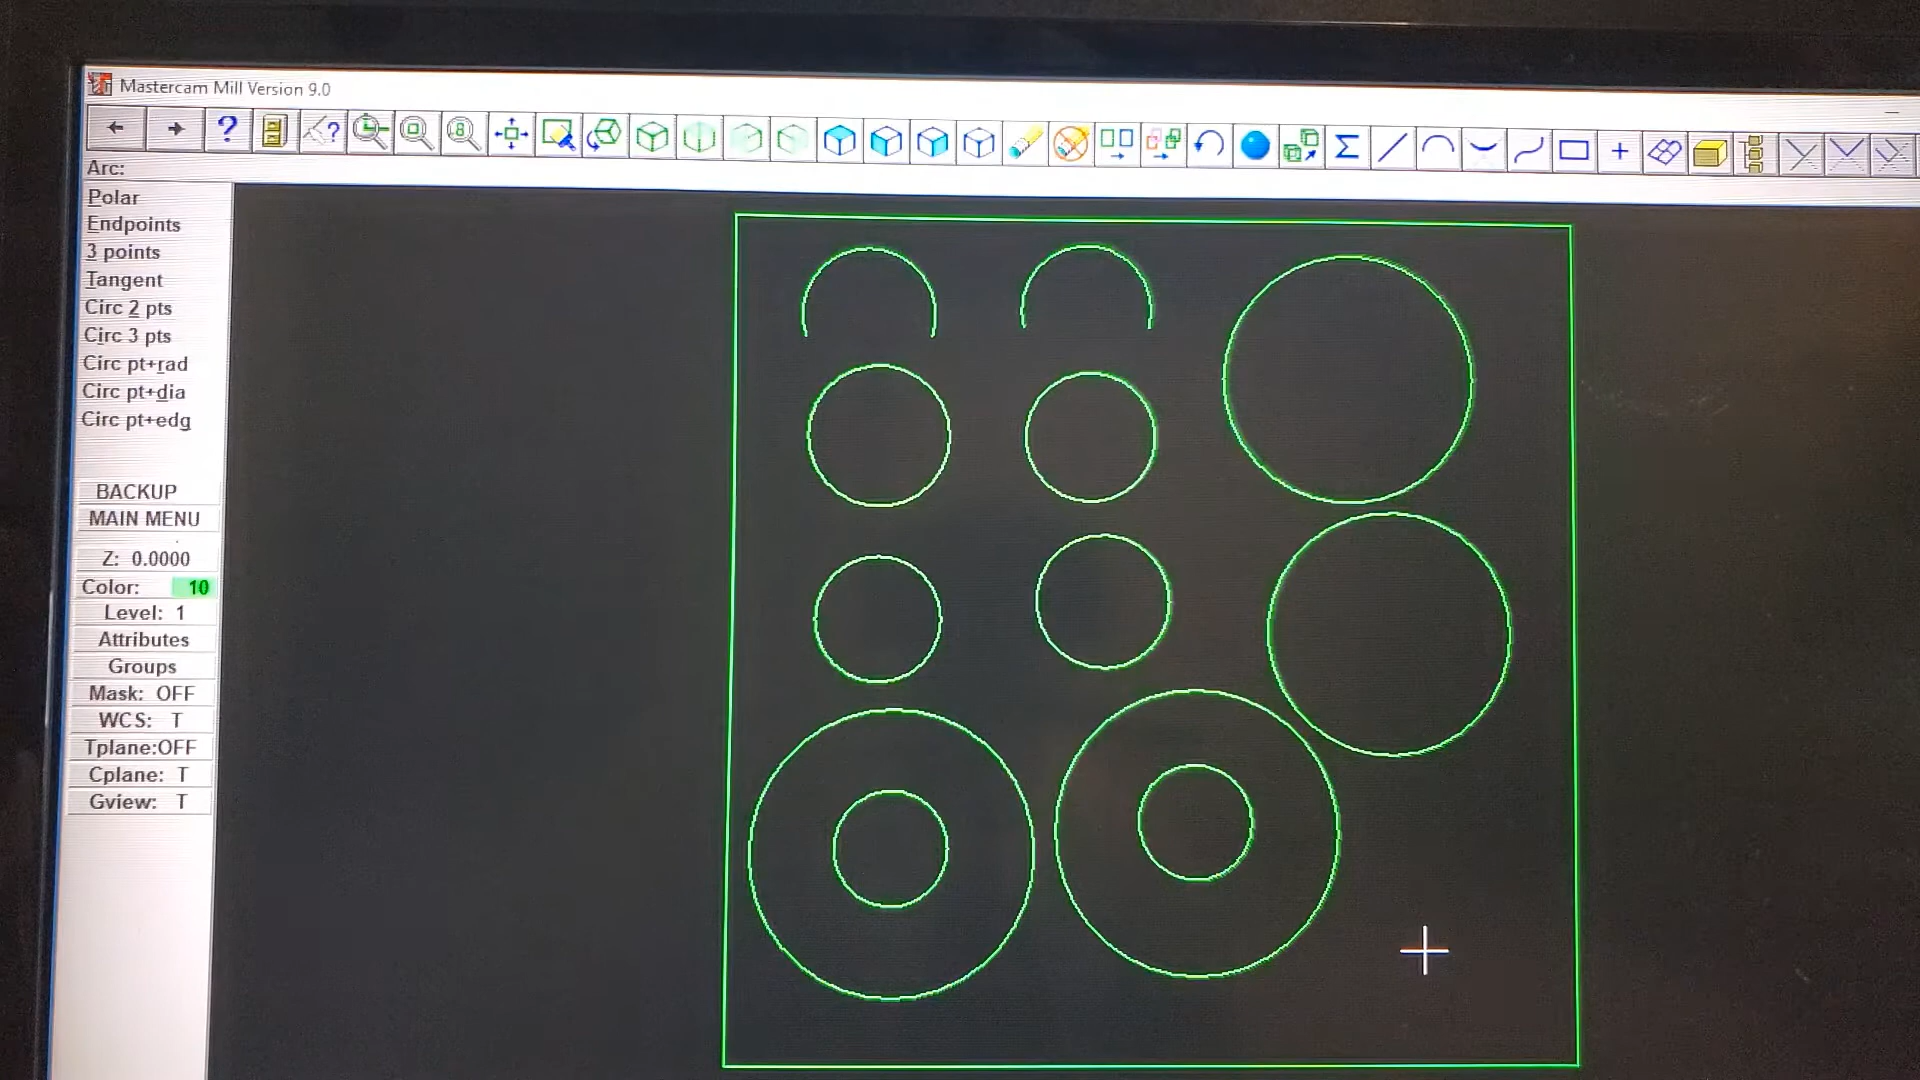 Mastercam Mill Version 9.0
Arc:
Polar
Endpoints
3 points
Tangent
Circ 2 pts
Circ 3 pts
Circ pt+rad
Circ pt+dia
Circ pt+edg
BACKUP
MAIN MENU
Z: 0.0000
Color: 10
Level: 1
Attributes
Groups
Mask: OFF
WCS: T
Tplane:OFF
Cplane: T
Gview: T